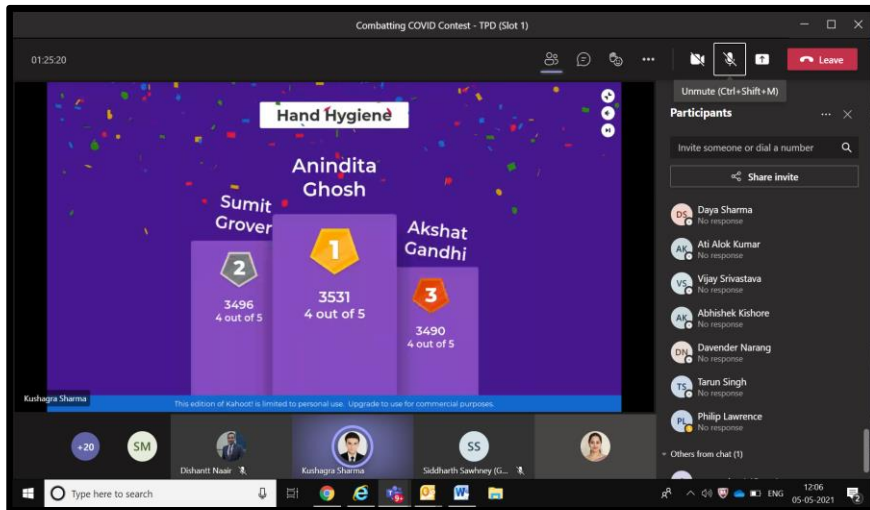 Combatting COVID Contest - TPD (Slot 1)
01:25:20
Leave
Unmute (Ctrl+Shift+M)
Hand Hygiene
Anindita
Ghosh
Sumit
Grover
Akshat
Gandhi
1
2
3
3531
4 out of 5
3496
4 out of 5
3490
4 out of 5
Kushagra Sharma
This edition of Kahoot! is limited to personal use. Upgrade to use for commercial purposes.
Participants
Invite someone or dial a number
Share invite
DS Daya Sharma
No response
AK Ati Alok Kumar
No response
VS Vijay Srivastava
No response
AK Abhishek Kishore
No response
DN Davender Narang
No response
TS Tarun Singh
No response
PL Philip Lawrence
No response
Others from chat (1)
+20
SM
Dishantt Naair
Kushagra Sharma
SS
Siddharth Sawhney (G...
Type here to search
ENG
12:06
05-05-2021
2